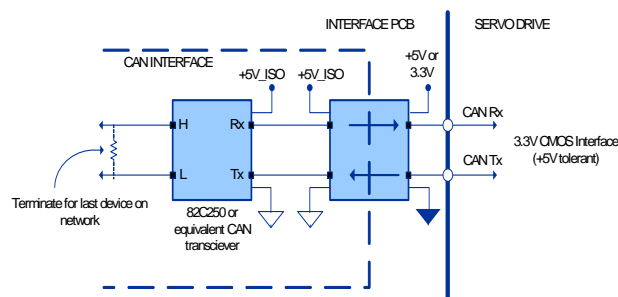 INTERFACE PCB
SERVO DRIVE
CAN INTERFACE
+5V_ISO
+5V_ISO
+5V or
3.3V
H
Rx
CAN Rx
3.3V CMOS Interface
(+5V tolerant)
L
Tx
CAN Tx
Terminate for last device on
network
82C250 or
equivalent CAN
transciever